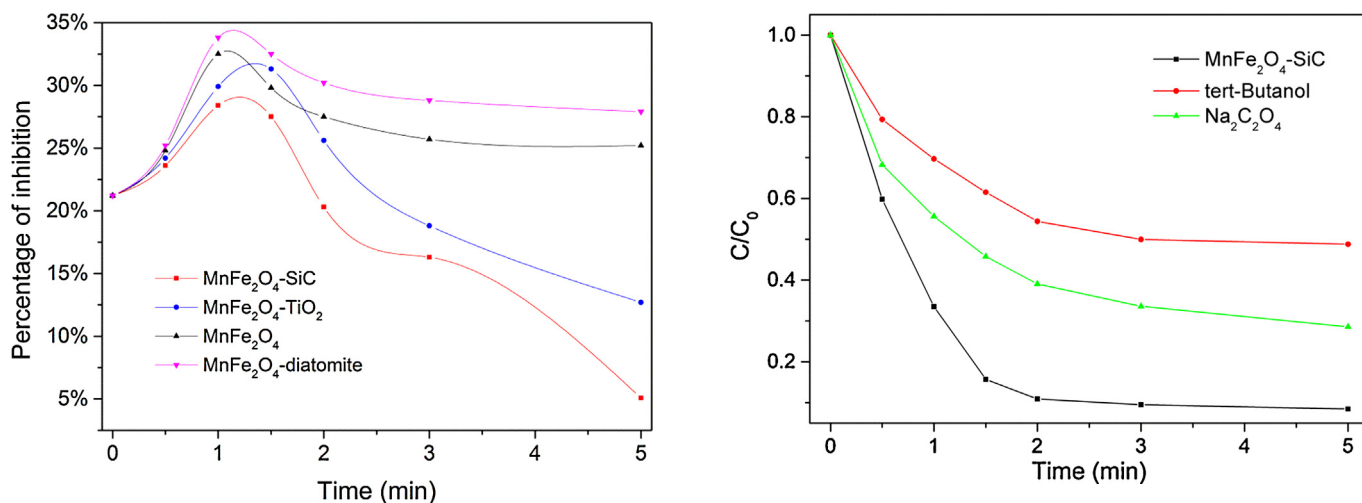 35%
30%
25%
20%
15%
10%
5%
Percentage of inhibition
MnFe₂O₄-SiC
MnFe₂O₄-TiO₂
MnFe₂O₄
MnFe₂O₄-diatomite
0 1 2 3 4 5
Time (min)
1.0
0.8
0.6
0.4
0.2
C/C₀
MnFe₂O₄-SiC
tert-Butanol
Na₂C₂O₄
0 1 2 3 4 5
Time (min)